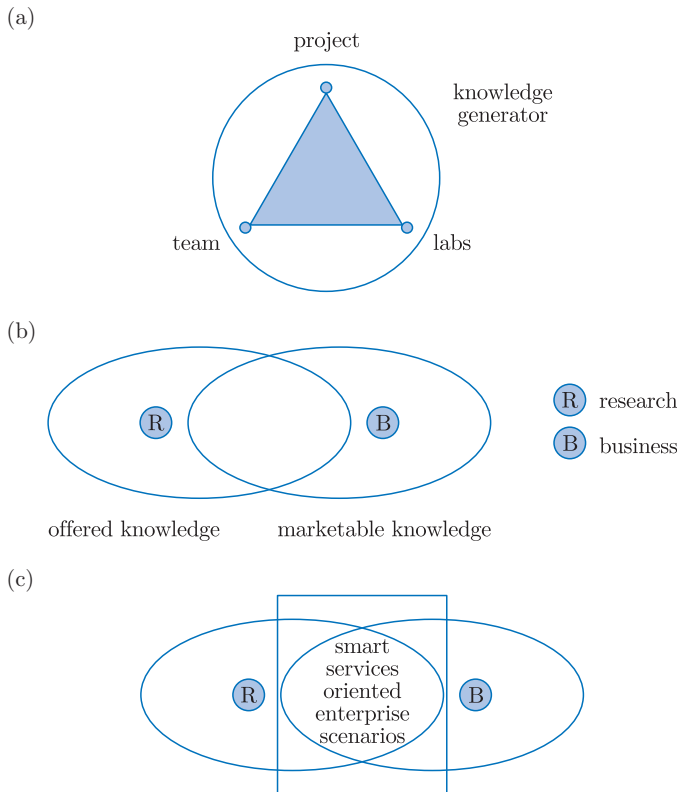 (a)
project
knowledge
generator
team
labs
(b)
R
B
R research
B business
offered knowledge
marketable knowledge
(c)
smart
services
oriented
enterprise
scenarios
R
B